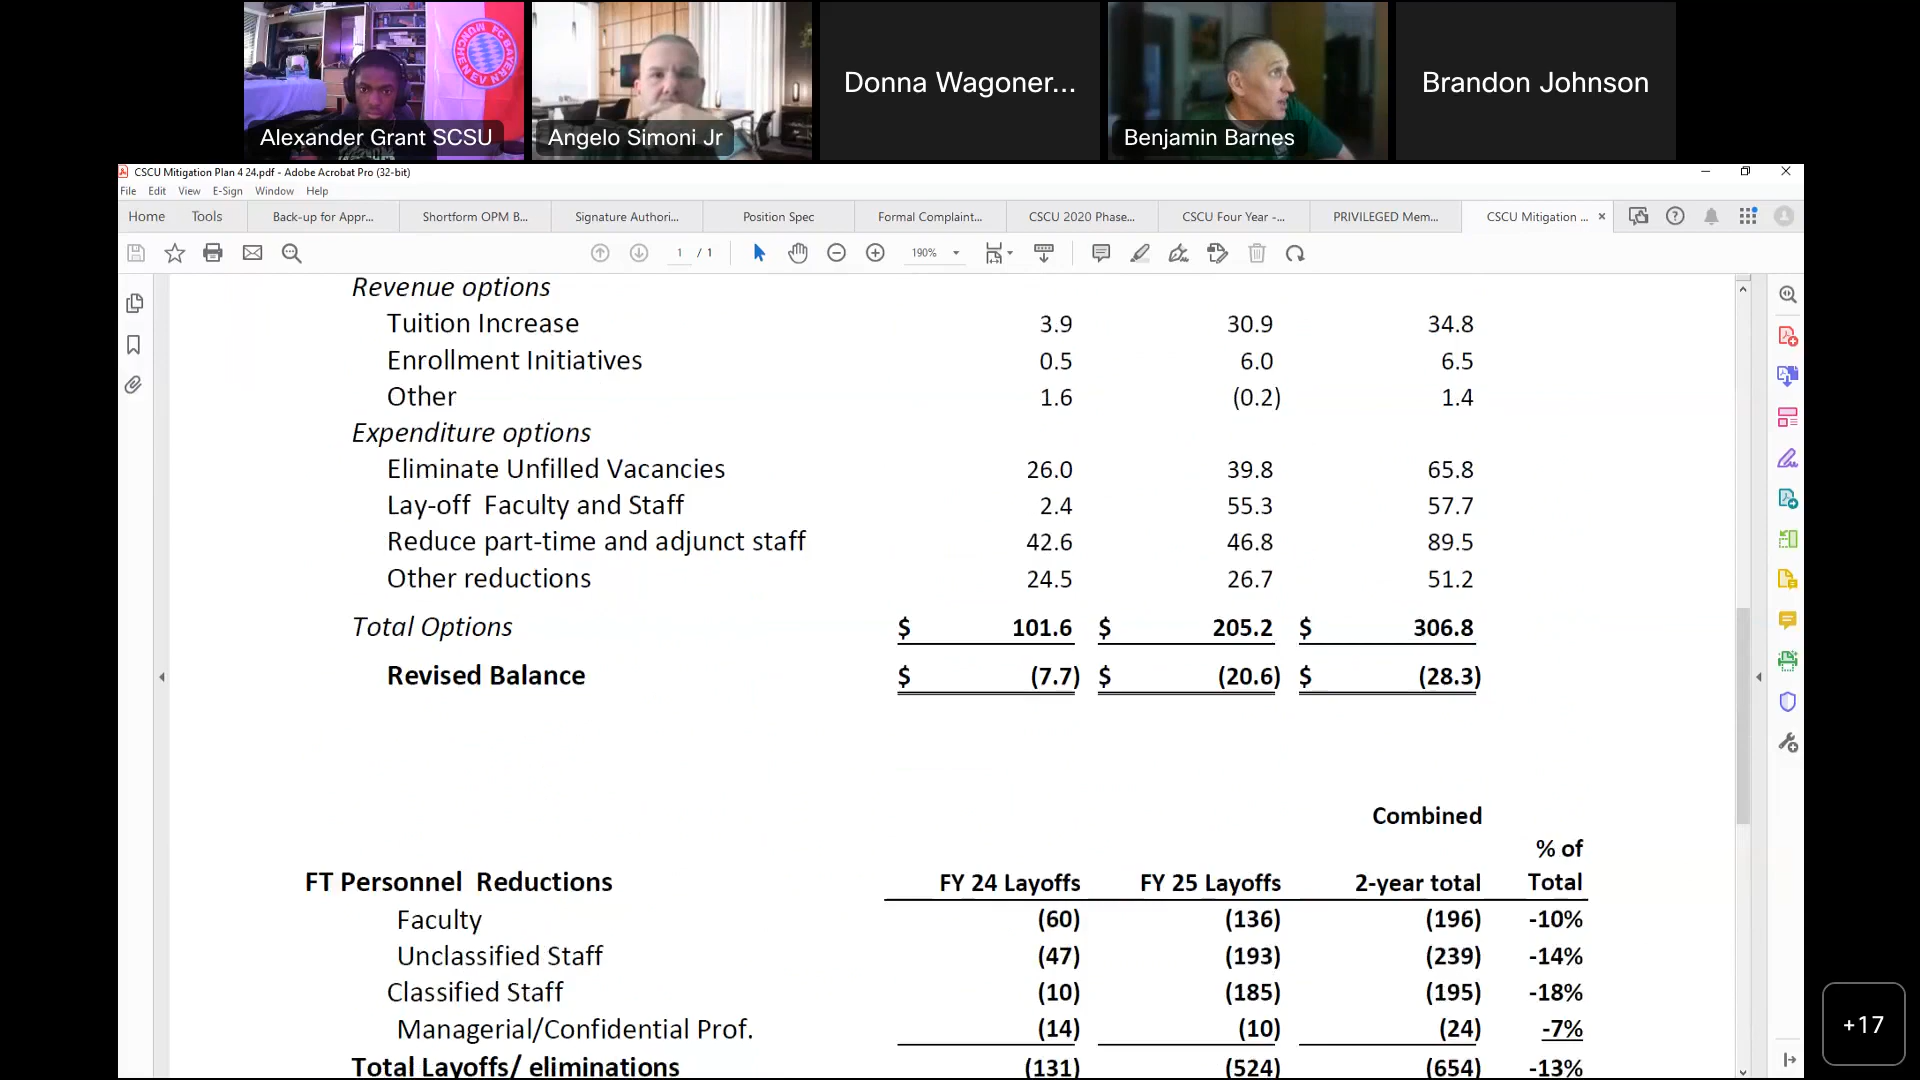 FC BAYERN MÜNCHEN EV
Alexander Grant SCSU
Angelo Simoni Jr
Donna Wagoner...
Benjamin Barnes
Brandon Johnson
CSCU Mitigation Plan 4 24.pdf - Adobe Acrobat Pro (32-bit)
File Edit View E-Sign Window Help
Home Tools Back-up for Appr... Shortform OPM B... Signature Authori... Position Spec Formal Complaint... CSCU 2020 Phase... CSCU Four Year -... PRIVILEGED Mem... CSCU Mitigation ... ×
1 / 1 190%
Revenue options
Tuition Increase 3.9 30.9 34.8
Enrollment Initiatives 0.5 6.0 6.5
Other 1.6 (0.2) 1.4
Expenditure options
Eliminate Unfilled Vacancies 26.0 39.8 65.8
Lay-off Faculty and Staff 2.4 55.3 57.7
Reduce part-time and adjunct staff 42.6 46.8 89.5
Other reductions 24.5 26.7 51.2
Total Options $ 101.6 $ 205.2 $ 306.8
Revised Balance $ (7.7) $ (20.6) $ (28.3)
Combined
% of
FT Personnel Reductions FY 24 Layoffs FY 25 Layoffs 2-year total Total
Faculty (60) (136) (196) -10%
Unclassified Staff (47) (193) (239) -14%
Classified Staff (10) (185) (195) -18%
Managerial/Confidential Prof. (14) (10) (24) -7%
Total Layoffs/ eliminations (131) (524) (654) -13%
+17